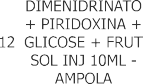 DIMENIDRINATO
+ PIRIDOXINA +
12 GLICOSE + FRUT
SOL INJ 10ML -
AMPOLA